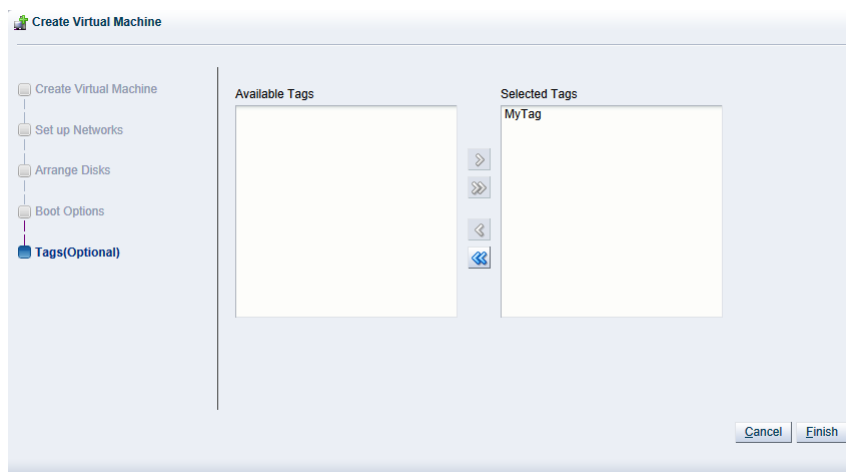 Create Virtual Machine
Create Virtual Machine
Set up Networks
Arrange Disks
Boot Options
Tags(Optional)
Available Tags
Selected Tags
MyTag
Cancel
Finish